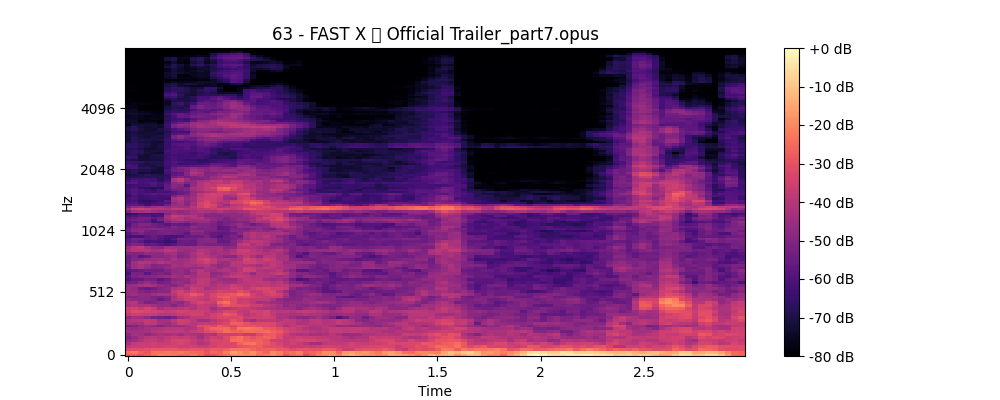 63 - FAST X ▯ Official Trailer_part7.opus
+0 dB
4096
-10 dB
-20 dB
2048
-30 dB
Hz
-40 dB
1024
-50 dB
-60 dB
512
-70 dB
0
-80 dB
0 0.5 1 1.5 2 2.5
Time